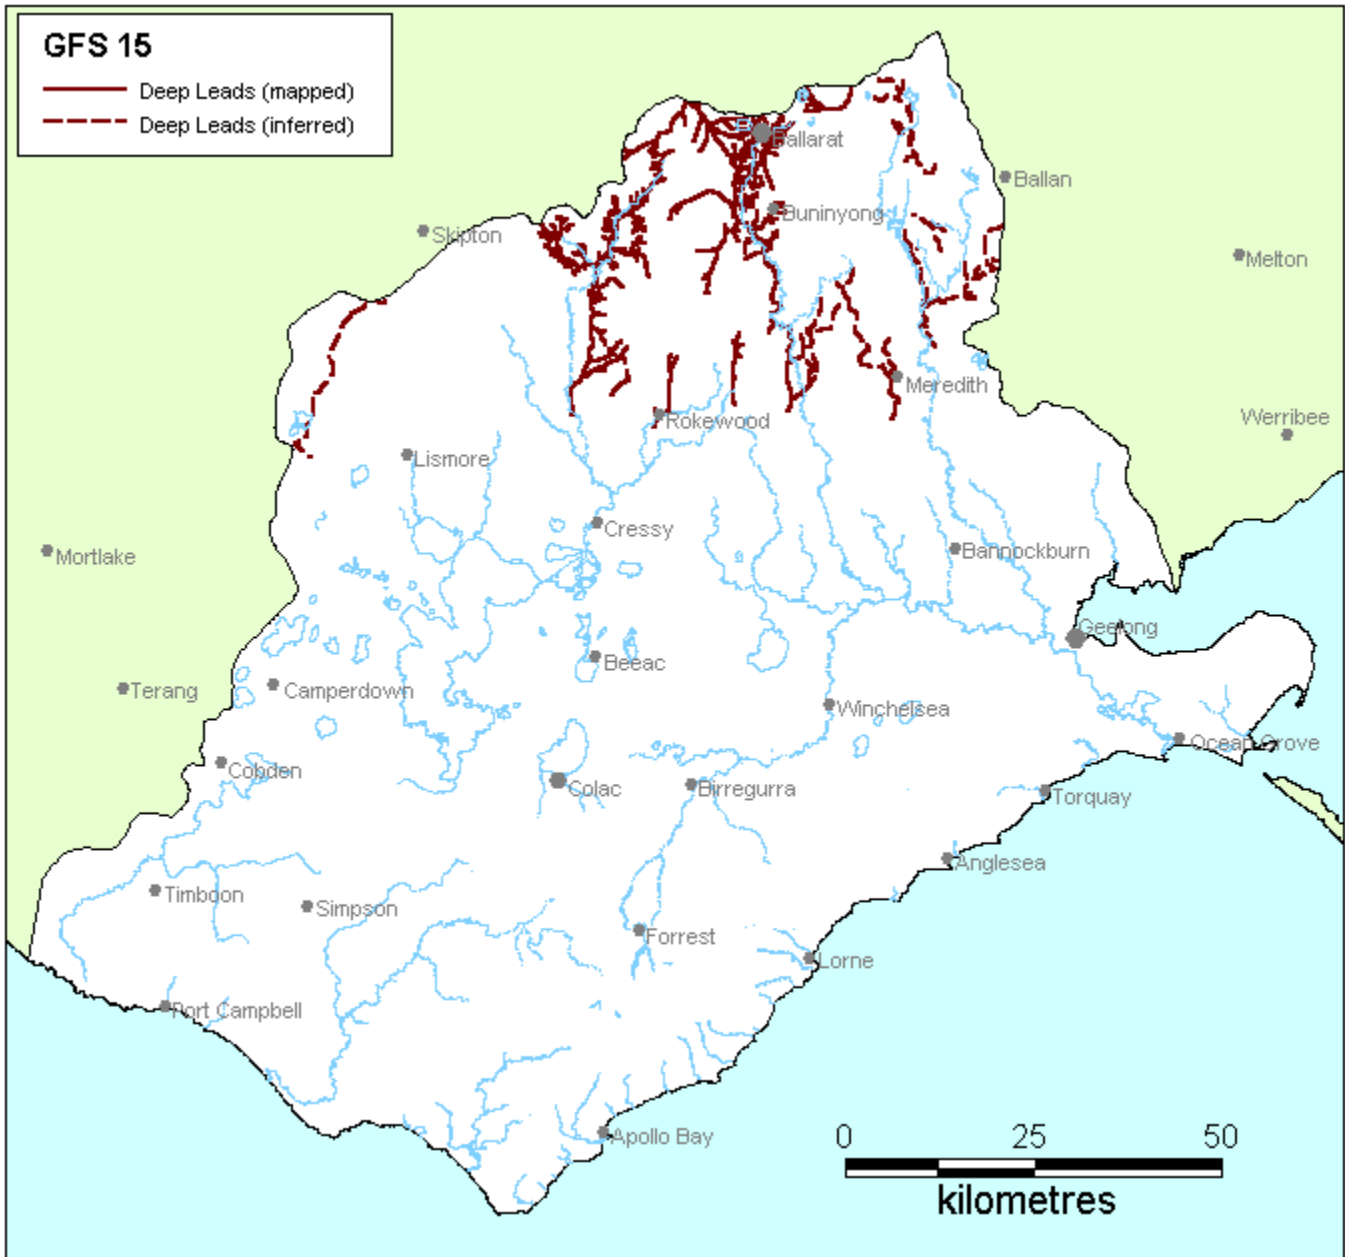 GFS 15
Deep Leads (mapped)
Deep Leads (inferred)
Ballarat
Ballan
Buninyong
Skipton
Melton
Meredith
Werribee
Rokewood
Lismore
Cressy
Bannockburn
Mortlake
Geelong
Beeac
Terang
Camperdown
Winchelsea
Ocean Grove
Cobden
Colac
Birregurra
Torquay
Anglesea
Timboon
Simpson
Forrest
Lorne
Port Campbell
Apollo Bay
0 25 50
kilometres